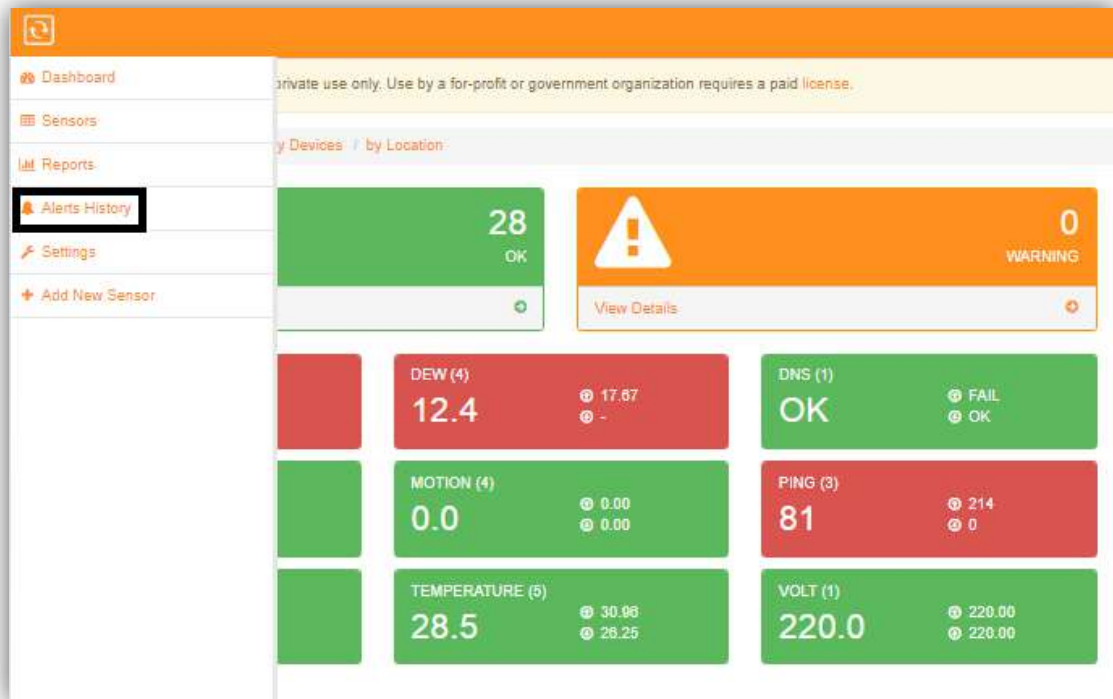 Dashboard
Sensors
Reports
Alerts History
Settings
Add New Sensor
private use only. Use by a for-profit or government organization requires a paid license.
y Devices / by Location
28
OK
0
WARNING
View Details
DEW (4)
12.4
17.67
-
DNS (1)
OK
FAIL
OK
MOTION (4)
0.0
0.00
0.00
PING (3)
81
214
0
TEMPERATURE (5)
28.5
30.96
26.25
VOLT (1)
220.0
220.00
220.00